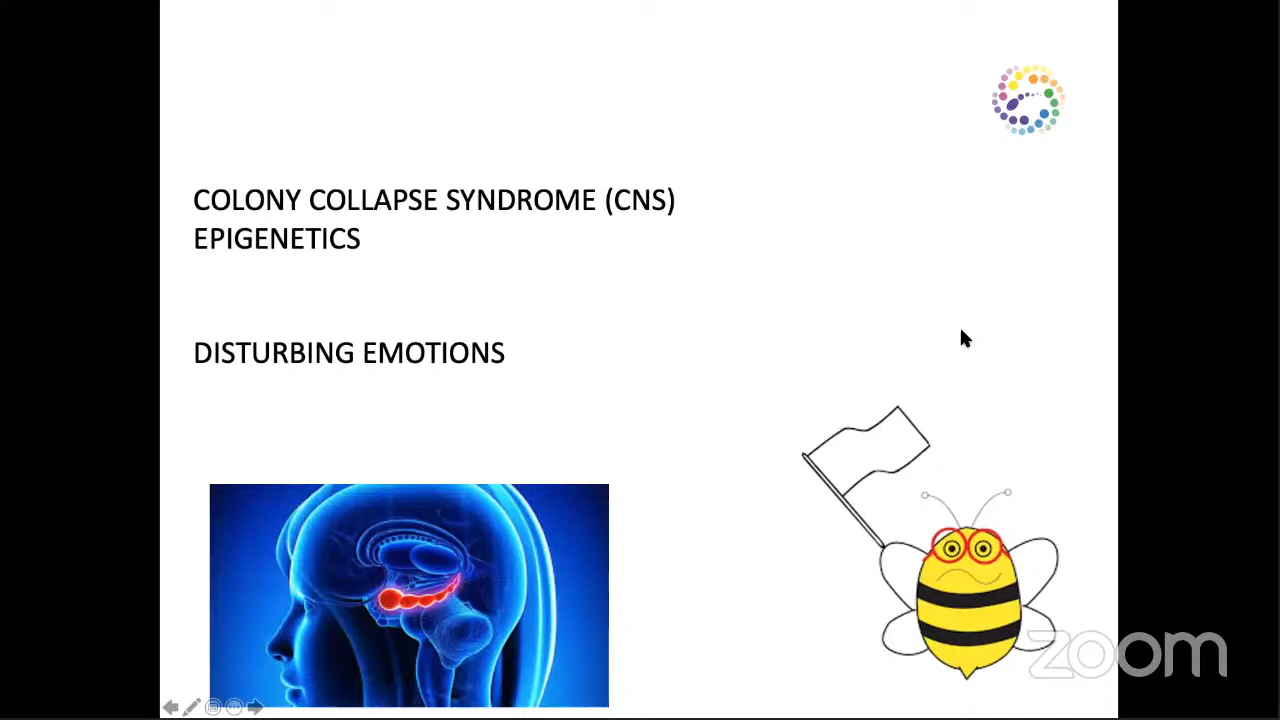 COLONY COLLAPSE SYNDROME (CNS)
EPIGENETICS
DISTURBING EMOTIONS
zoom